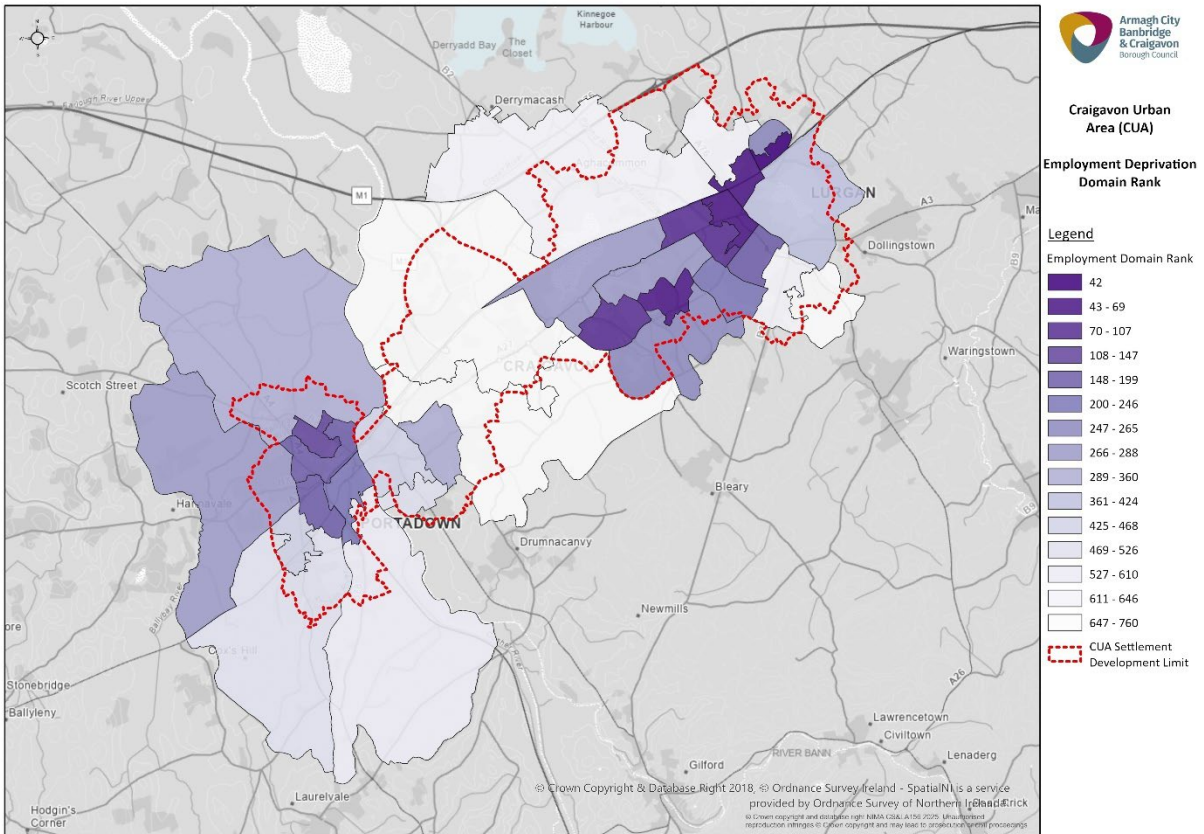 Kinnegoe
Harbour
Derryadd Bay
The
Closet
B2
Derrymacash
Aghacommon
M1
LURGAN
A3
Dollingstown
B9
Waringstown
Scotch Street
CRAIGAVO
PORTADOWN
Bleary
Drumnacanvy
Newmills
Stonebridge
Ballyleny
A26
Lawrencetown
Civiltown
RIVER BANN
Lenaderg
Gilford
Laurelvale
Hodgin's
Corner
© Crown Copyright & Database Right 2018, © Ordnance Survey Ireland - SpatialNI is a service
provided by Ordnance Survey of Northern Ireland
Armagh City
Banbridge
& Craigavon
Borough Council
Craigavon Urban
Area (CUA)
Employment Deprivation
Domain Rank
Legend
Employment Domain Rank
42
43 - 69
70 - 107
108 - 147
148 - 199
200 - 246
247 - 265
266 - 288
289 - 360
361 - 424
425 - 468
469 - 526
527 - 610
611 - 646
647 - 760
CUA Settlement
Development Limit